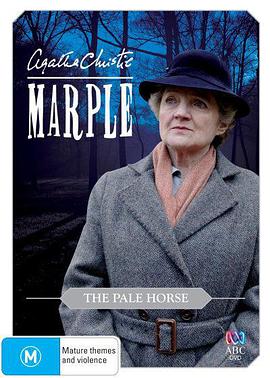 Agatha Christie
MARPLE
THE PALE HORSE
M
Mature themes
and violence
ABC
DVD